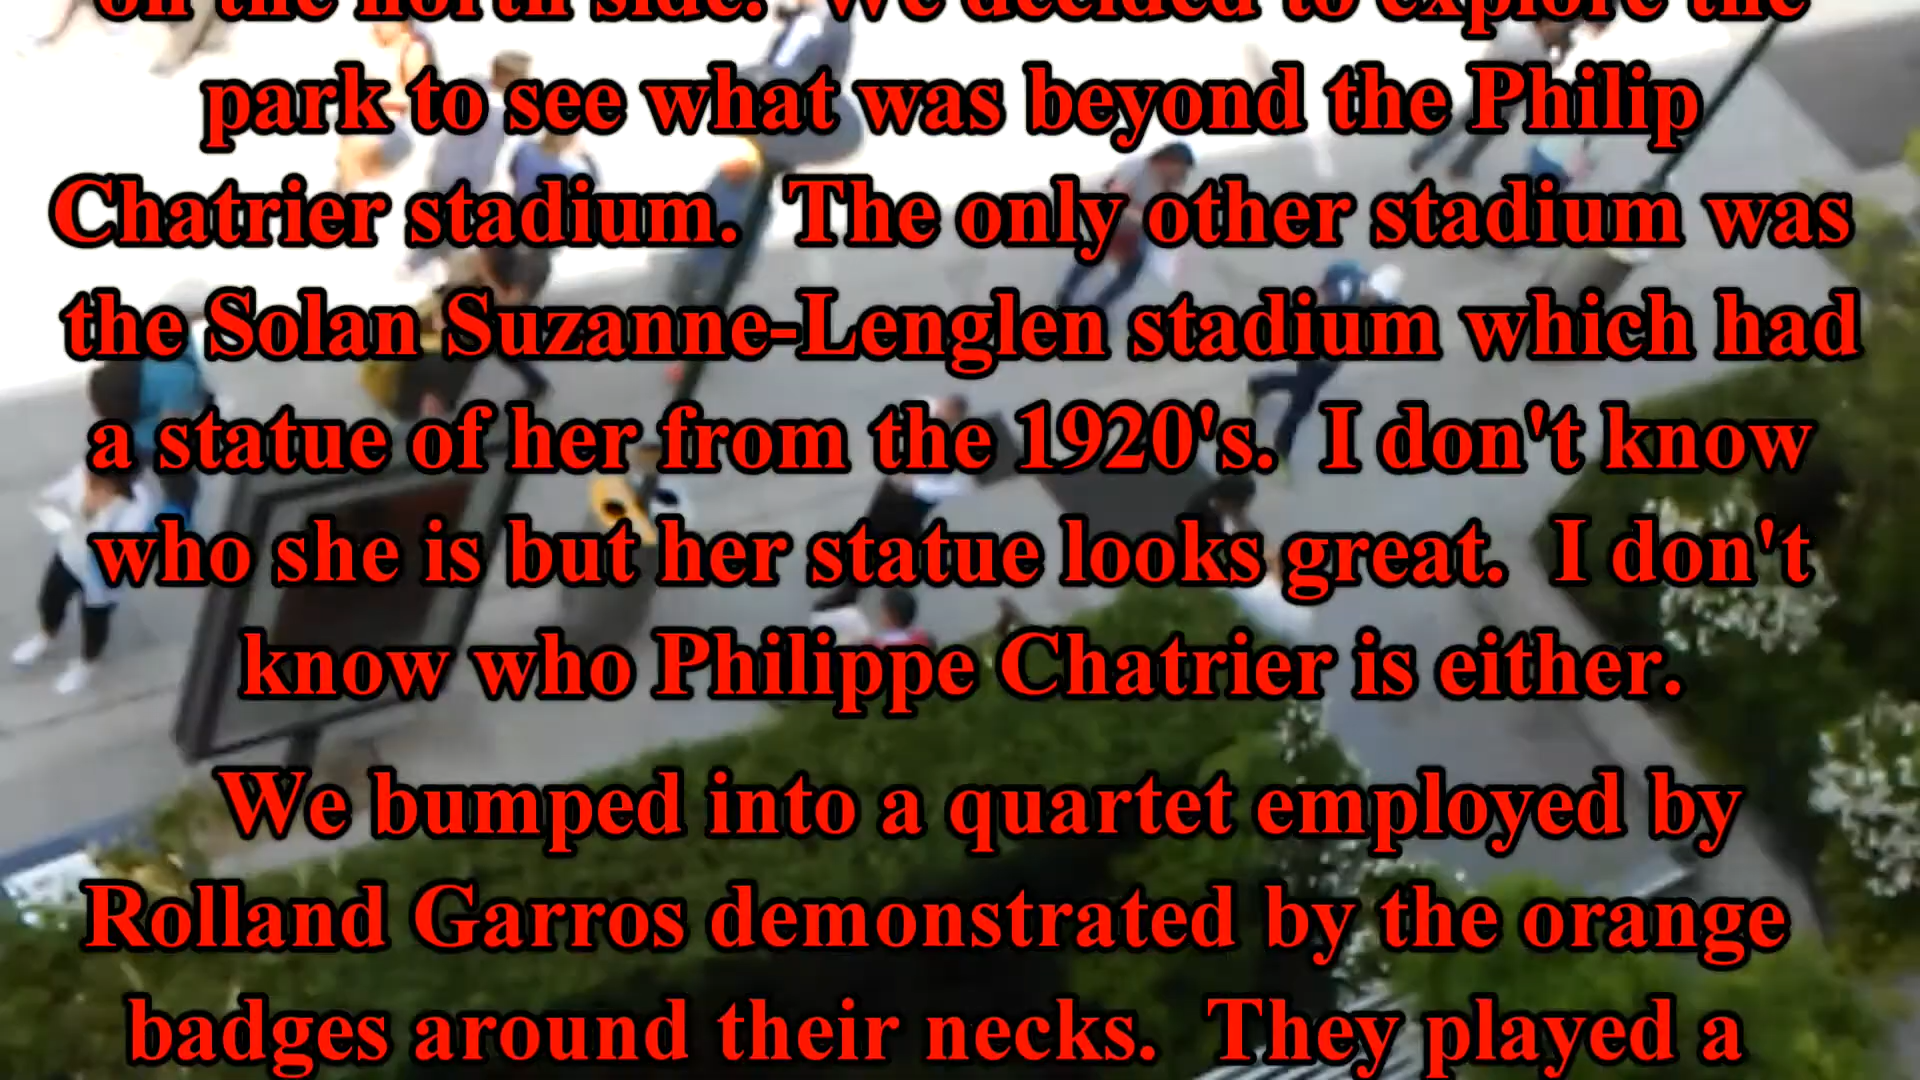 on the north side.  We decided to explore the
park to see what was beyond the Philip
Chatrier stadium.  The only other stadium was
the Solan Suzanne-Lenglen stadium which had
a statue of her from the 1920's.  I don't know
who she is but her statue looks great.  I don't
know who Philippe Chatrier is either.
We bumped into a quartet employed by
Rolland Garros demonstrated by the orange
badges around their necks.  They played a